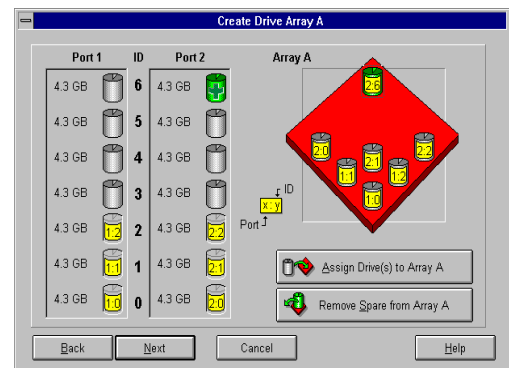 Create Drive Array A
Port 1 ID Port 2 Array A
4.3 GB 6 4.3 GB 2:6
4.3 GB 5 4.3 GB
4.3 GB 4 4.3 GB
4.3 GB 3 4.3 GB
4.3 GB 1:2 2 4.3 GB 2:2
4.3 GB 1:1 1 4.3 GB 2:1
4.3 GB 1:0 0 4.3 GB 2:0
2:0 2:1 2:2
1:1 1:2
1:0
ID
x:y
Port
Assign Drive(s) to Array A
Remove Spare from Array A
Back Next Cancel Help